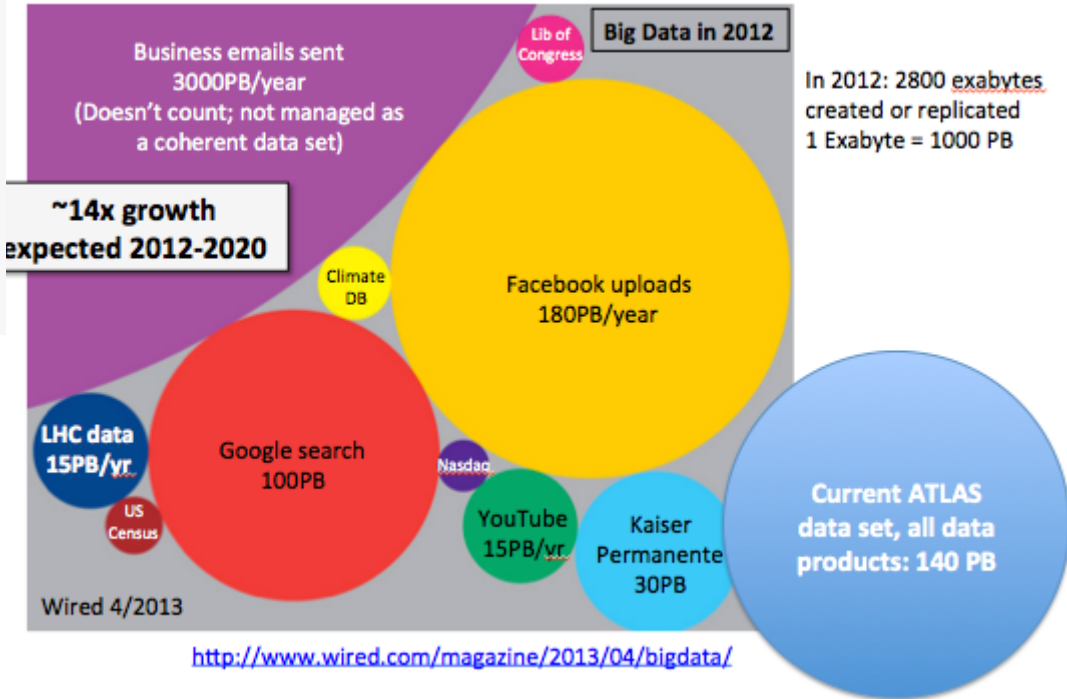 Big Data in 2012
Business emails sent
3000PB/year
(Doesn't count; not managed as
a coherent data set)
Lib of
Congress
In 2012: 2800 exabytes
created or replicated
1 Exabyte = 1000 PB
~14x growth
expected 2012-2020
Climate
DB
Facebook uploads
180PB/year
LHC data
15PB/yr
Google search
100PB
Nasdaq
US
Census
YouTube
15PB/yr
Kaiser
Permanente
30PB
Current ATLAS
data set, all data
products: 140 PB
Wired 4/2013
http://www.wired.com/magazine/2013/04/bigdata/